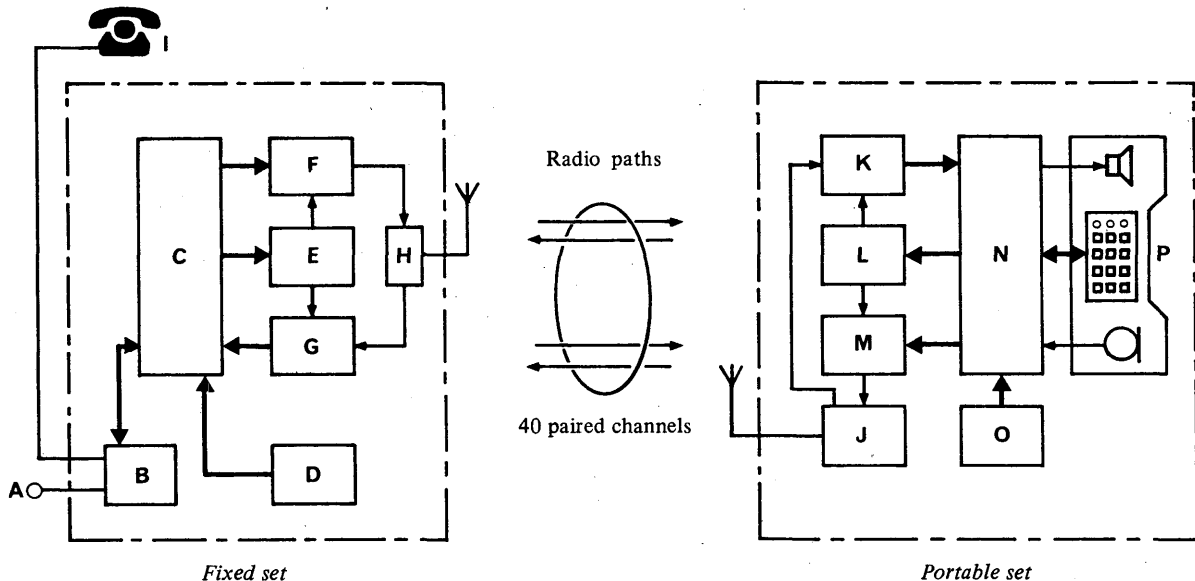 I
F
K
Radio paths
C
E
H
L
N
P
G
M
40 paired channels
B
D
J
O
A
Fixed set
Portable set